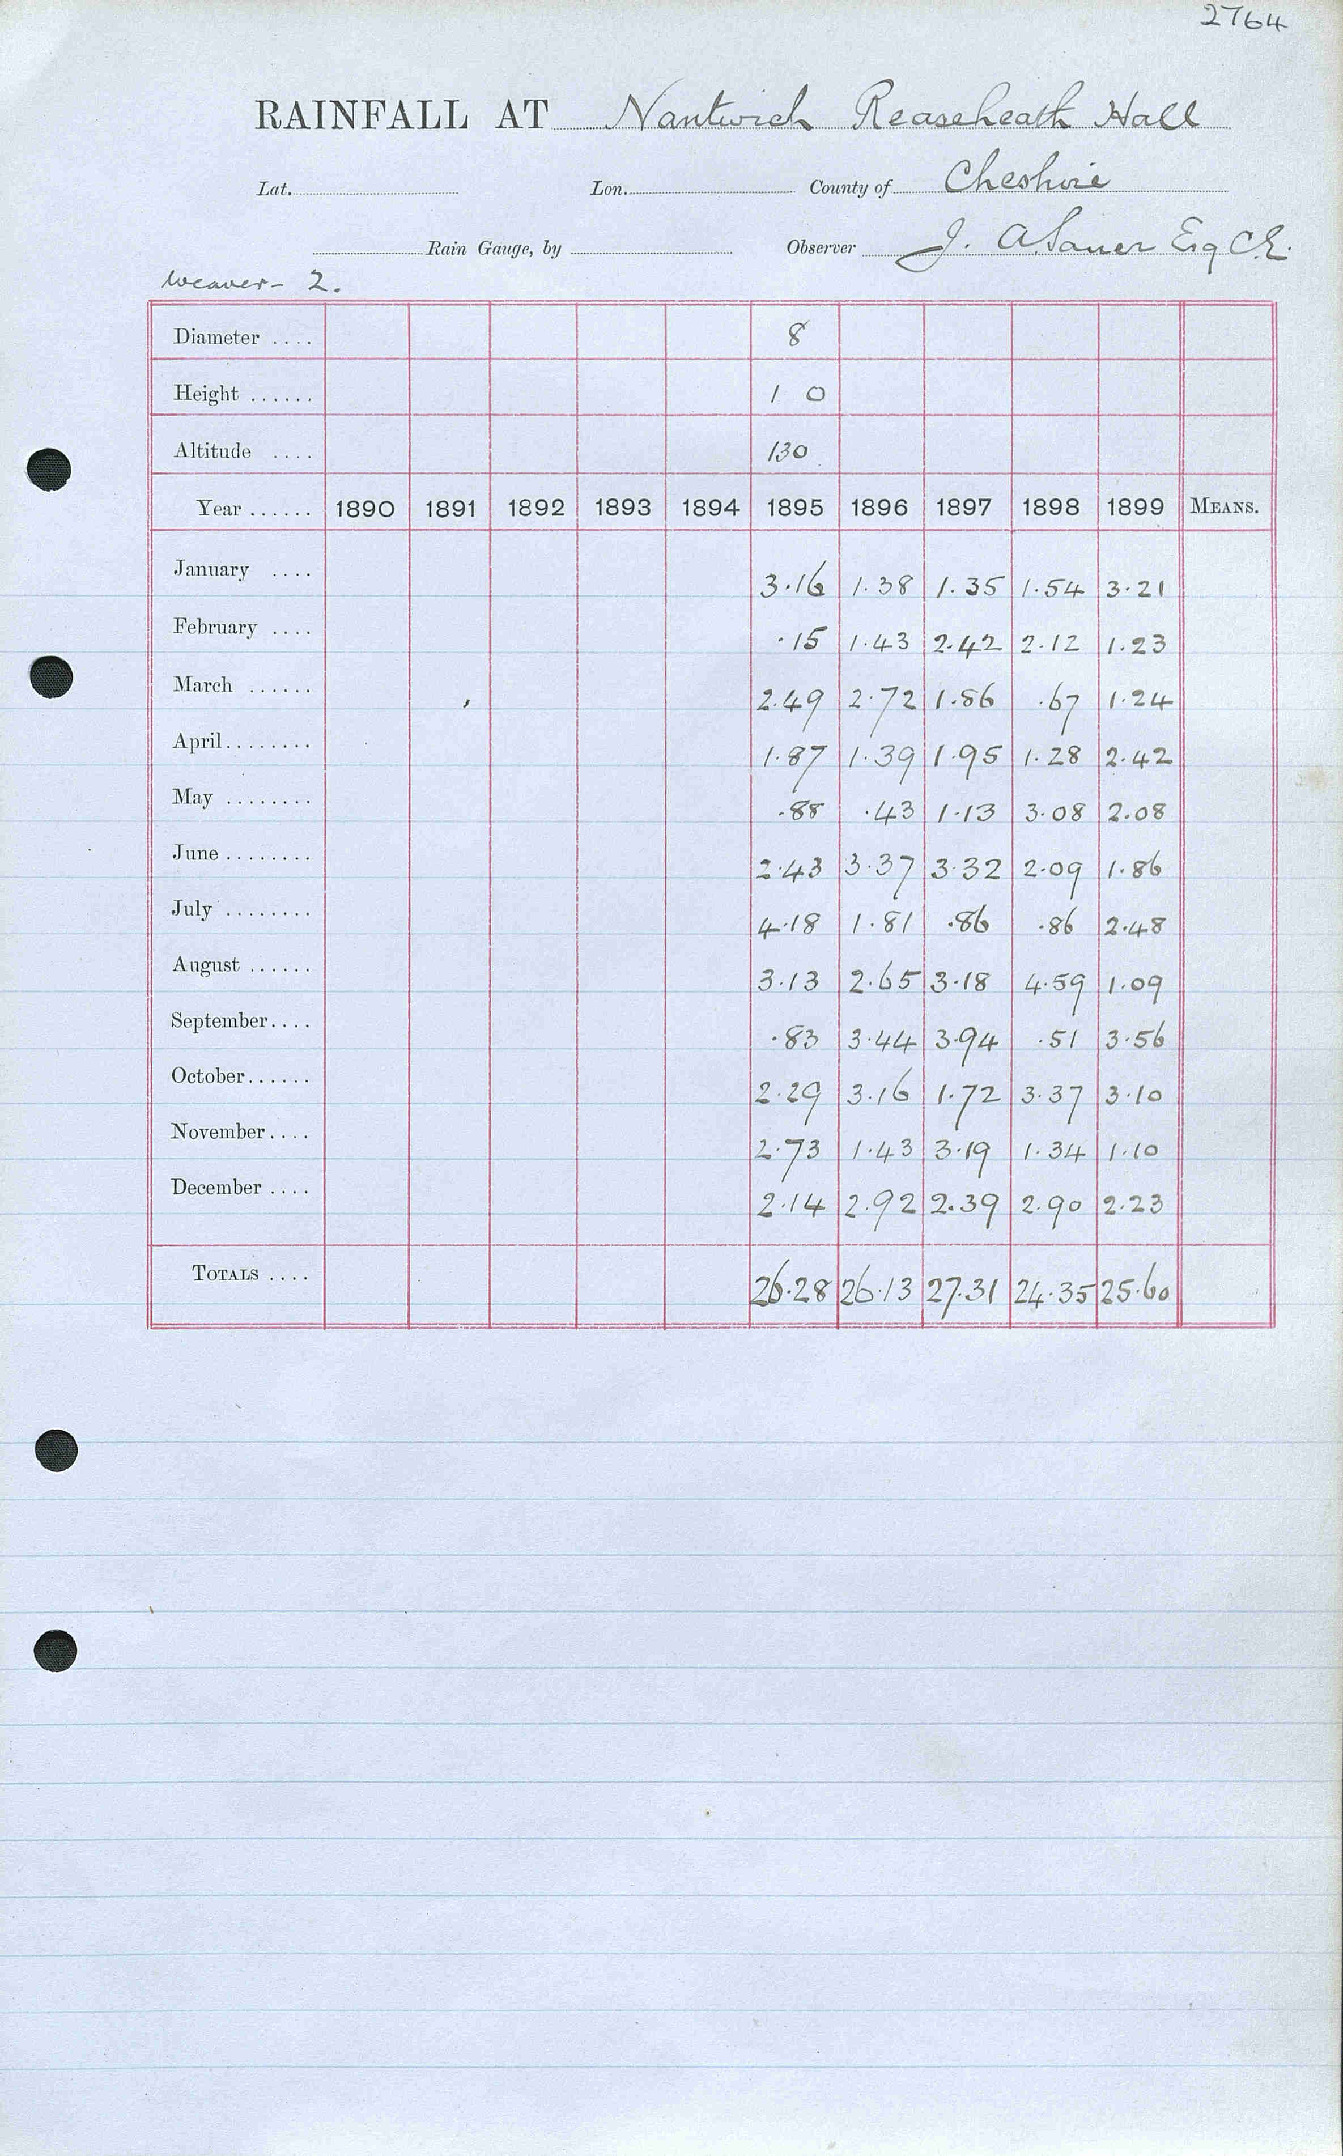 2764
RAINFALL AT Nantwich Reaseheath Hall
Lat. Lon. County of Cheshire
Rain Gauge, by Observer J. A. Saner Esq C.E.
Weaver - 2.
Diameter .... 8
Height ...... 1 0
Altitude .... 130
Year ...... 1890 1891 1892 1893 1894 1895 1896 1897 1898 1899 MEANS.
January .... 3.16 1.38 1.35 1.54 3.21
February .... .15 1.43 2.42 2.12 1.23
March ...... 2.49 2.72 1.86 .67 1.24
April ........ 1.87 1.39 1.95 1.28 2.42
May ........ .88 .43 1.13 3.08 2.08
June ........ 2.43 3.37 3.32 2.09 1.86
July ........ 4.18 1.81 .86 .86 2.48
August ...... 3.13 2.65 3.18 4.59 1.09
September .... .83 3.44 3.94 .51 3.56
October ...... 2.29 3.16 1.72 3.37 3.10
November .... 2.73 1.43 3.19 1.34 1.10
December .... 2.14 2.92 2.39 2.90 2.23
TOTALS .... 26.28 26.13 27.31 24.35 25.60